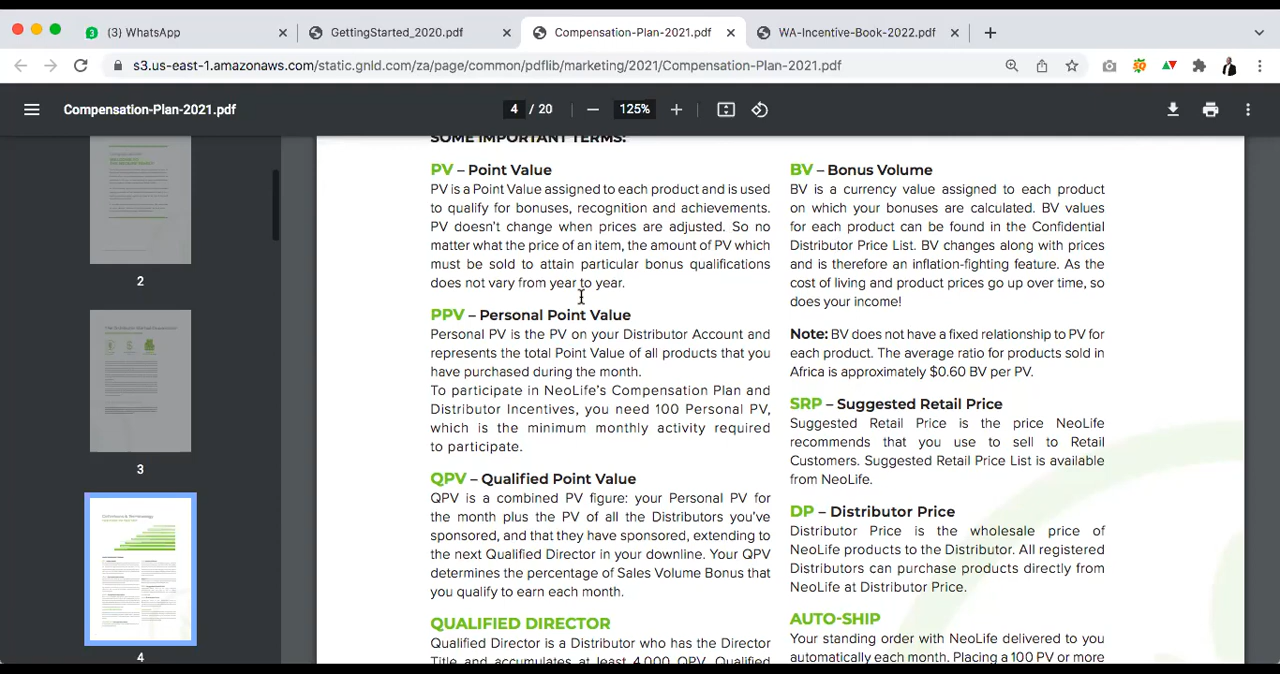 (3) WhatsApp
GettingStarted_2020.pdf
Compensation-Plan-2021.pdf
WA-Incentive-Book-2022.pdf
s3.us-east-1.amazonaws.com/static.gnld.com/za/page/common/pdflib/marketing/2021/Compensation-Plan-2021.pdf
Compensation-Plan-2021.pdf
4 / 20
125%
2
3
4
SOME IMPORTANT TERMS:
PV – Point Value
PV is a Point Value assigned to each product and is used
to qualify for bonuses, recognition and achievements.
PV doesn't change when prices are adjusted. So no
matter what the price of an item, the amount of PV which
must be sold to attain particular bonus qualifications
does not vary from year to year.
PPV – Personal Point Value
Personal PV is the PV on your Distributor Account and
represents the total Point Value of all products that you
have purchased during the month.
To participate in NeoLife's Compensation Plan and
Distributor Incentives, you need 100 Personal PV,
which is the minimum monthly activity required
to participate.
QPV – Qualified Point Value
QPV is a combined PV figure: your Personal PV for
the month plus the PV of all the Distributors you've
sponsored, and that they have sponsored, extending to
the next Qualified Director in your downline. Your QPV
determines the percentage of Sales Volume Bonus that
you qualify to earn each month.
QUALIFIED DIRECTOR
Qualified Director is a Distributor who has the Director
Title and accumulates at least 4,000 QPV. Qualified
BV – Bonus Volume
BV is a currency value assigned to each product
on which your bonuses are calculated. BV values
for each product can be found in the Confidential
Distributor Price List. BV changes along with prices
and is therefore an inflation-fighting feature. As the
cost of living and product prices go up over time, so
does your income!
Note: BV does not have a fixed relationship to PV for
each product. The average ratio for products sold in
Africa is approximately $0.60 BV per PV.
SRP – Suggested Retail Price
Suggested Retail Price is the price NeoLife
recommends that you use to sell to Retail
Customers. Suggested Retail Price List is available
from NeoLife.
DP – Distributor Price
Distributor Price is the wholesale price of
NeoLife products to the Distributor. All registered
Distributors can purchase products directly from
NeoLife at Distributor Price.
AUTO-SHIP
Your standing order with NeoLife delivered to you
automatically each month. Placing a 100 PV or more